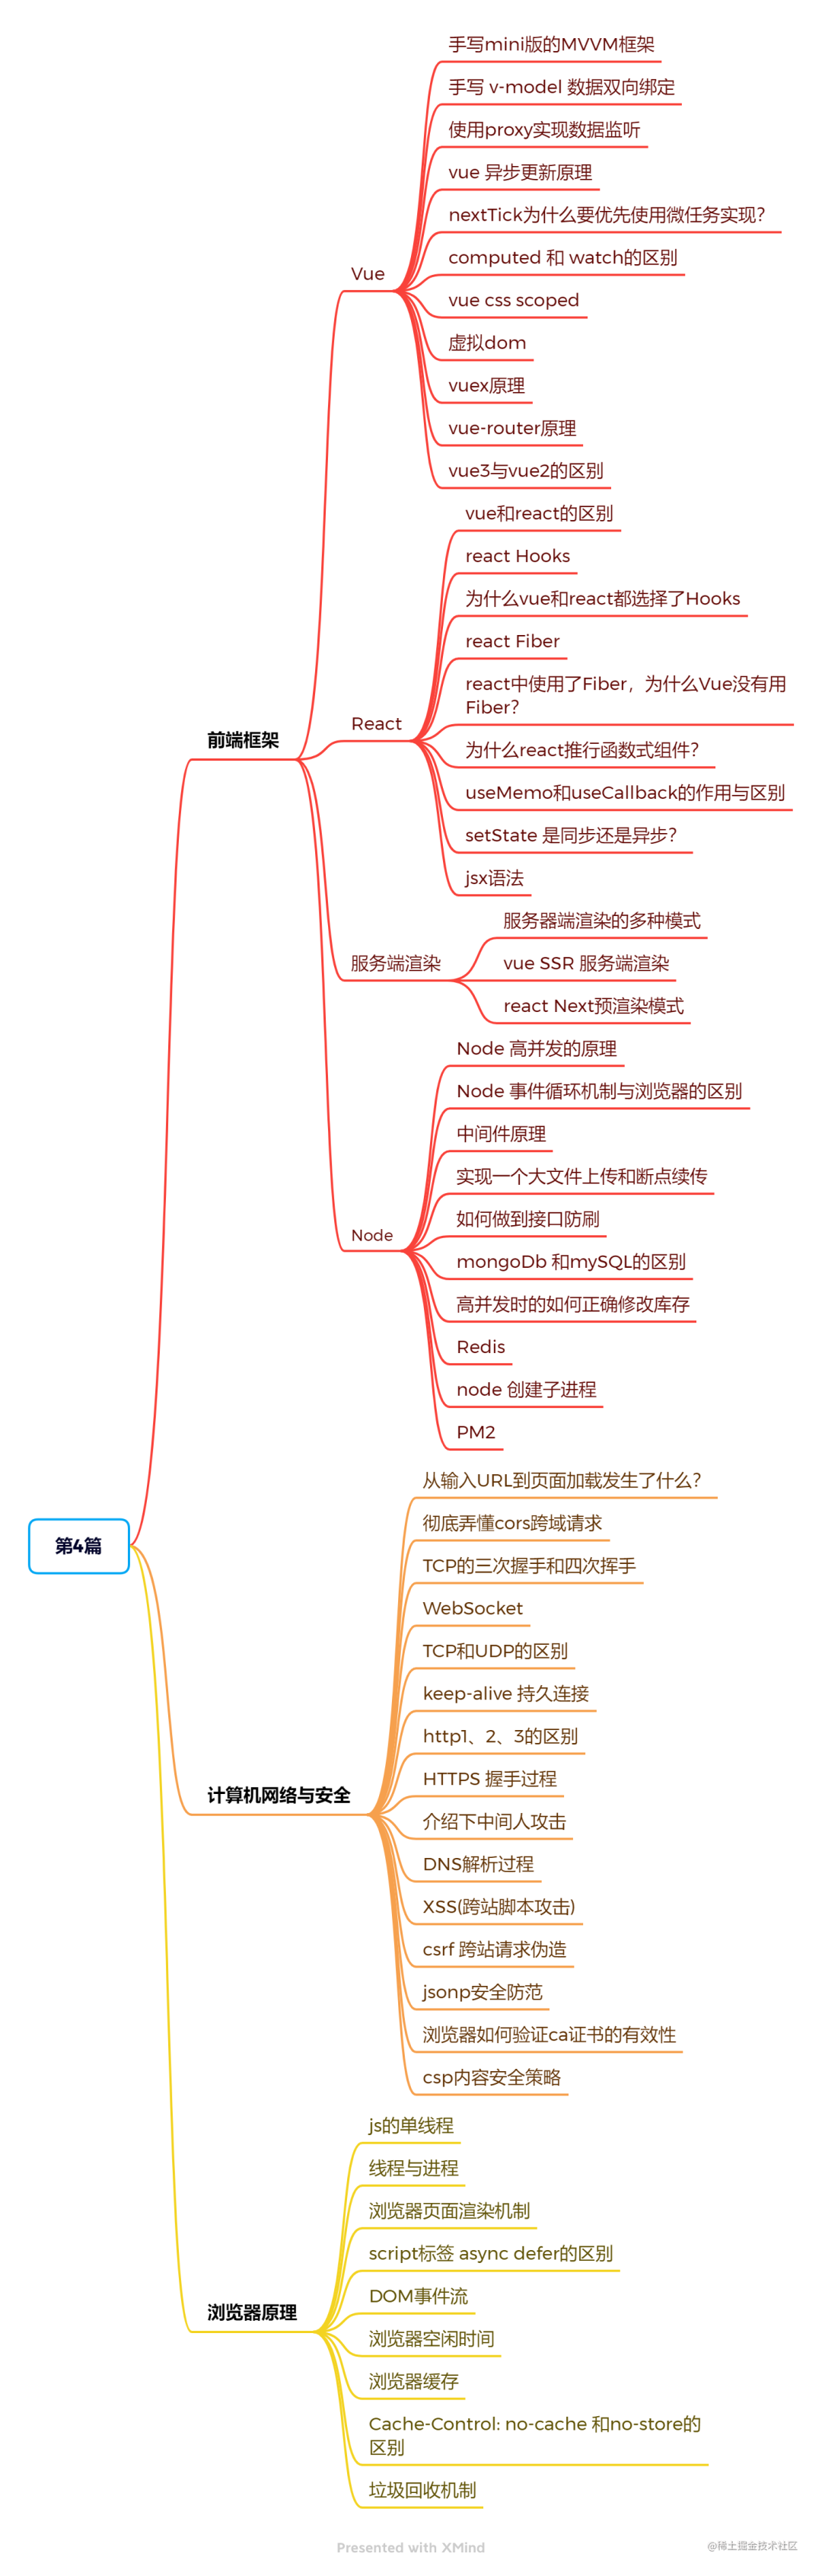 手写mini版的MVVM框架
手写 v-model 数据双向绑定
使用proxy实现数据监听
vue 异步更新原理
nextTick为什么要优先使用微任务实现?
computed 和 watch的区别
Vue
vue css scoped
虚拟dom
vuex原理
vue-router原理
vue3与vue2的区别
vue和react的区别
react Hooks
为什么vue和react都选择了Hooks
react Fiber
react中使用了Fiber，为什么Vue没有用
Fiber?
React
前端框架
为什么react推行函数式组件?
useMemo和useCallback的作用与区别
setState 是同步还是异步?
jsx语法
服务器端渲染的多种模式
服务端渲染
vue SSR 服务端渲染
react Next预渲染模式
Node 高并发的原理
Node 事件循环机制与浏览器的区别
中间件原理
实现一个大文件上传和断点续传
如何做到接口防刷
Node
mongoDb 和mySQL的区别
高并发时的如何正确修改库存
Redis
node 创建子进程
PM2
从输入URL到页面加载发生了什么?
彻底弄懂cors跨域请求
第4篇
TCP的三次握手和四次挥手
WebSocket
TCP和UDP的区别
keep-alive 持久连接
http1、2、3的区别
HTTPS 握手过程
计算机网络与安全
介绍下中间人攻击
DNS解析过程
XSS(跨站脚本攻击)
csrf 跨站请求伪造
jsonp安全防范
浏览器如何验证ca证书的有效性
csp内容安全策略
js的单线程
线程与进程
浏览器页面渲染机制
script标签 async defer的区别
DOM事件流
浏览器原理
浏览器空闲时间
浏览器缓存
Cache-Control: no-cache 和no-store的
区别
垃圾回收机制
Presented with XMind
@稀土掘金技术社区